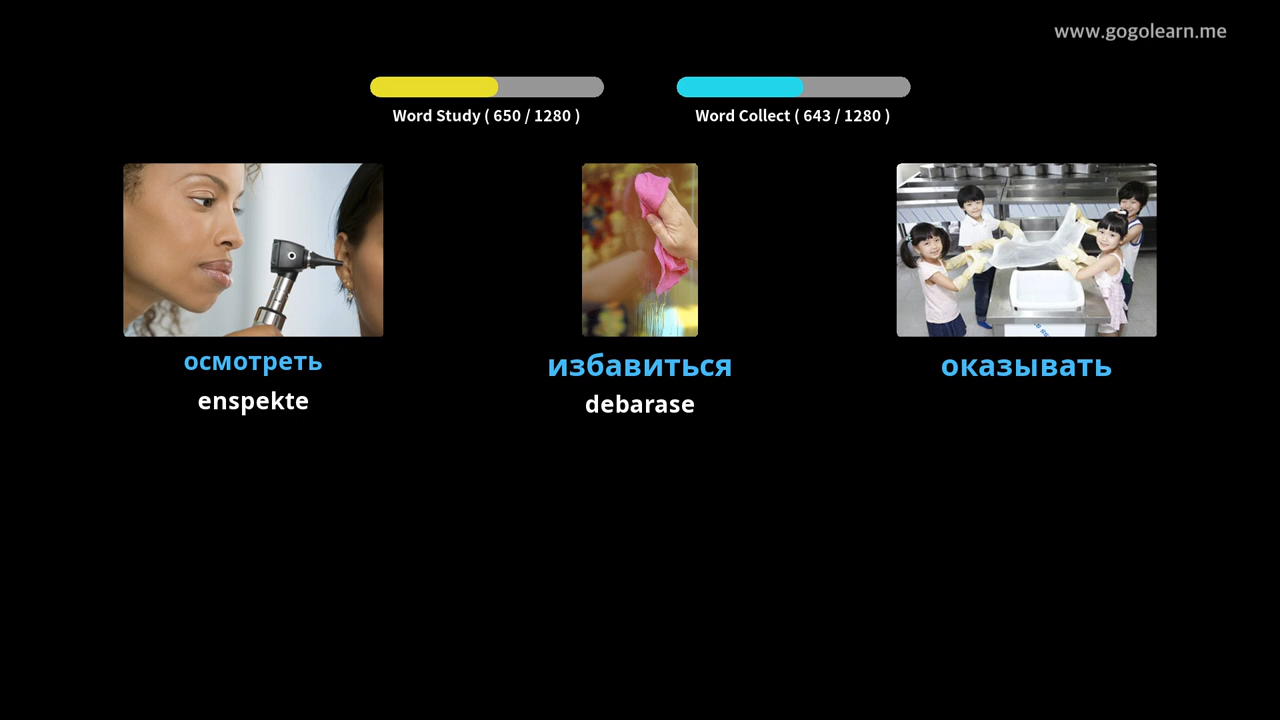 www.gogolearn.me
Word Study ( 650 / 1280 )
Word Collect ( 643 / 1280 )
осмотреть
enspekte
избавиться
debarase
оказывать